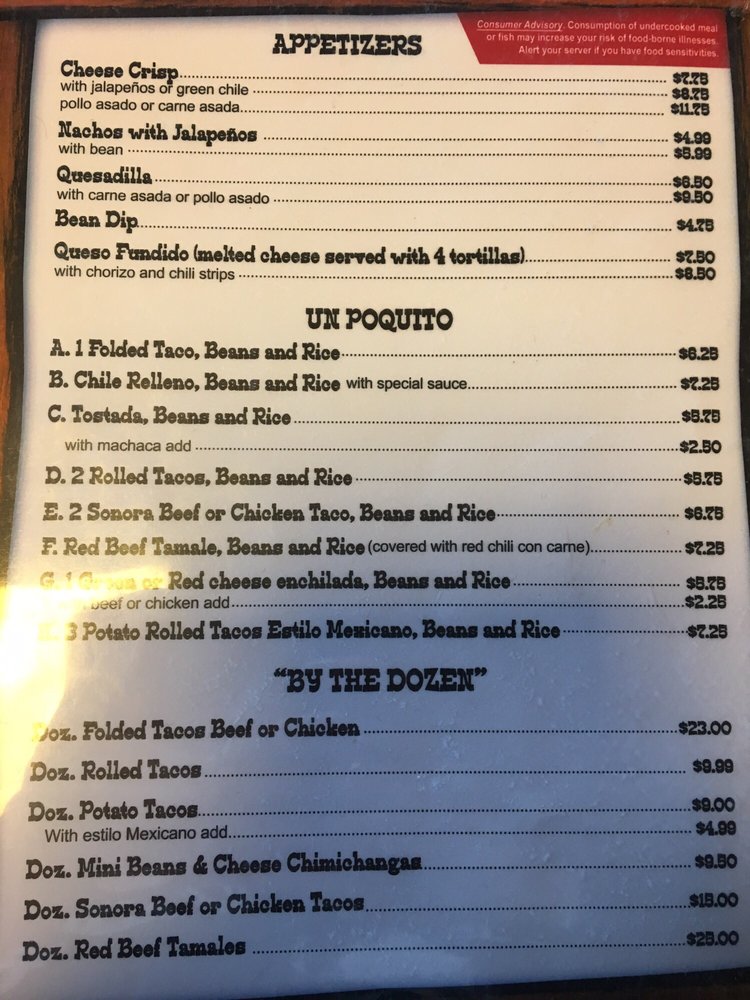 Consumer Advisory. Consumption of undercooked meal
or fish may increase your risk of food-borne illnesses.
Alert your server if you have food sensitivities.
APPETIZERS
Cheese Crisp $7.75
with jalapeños or green chile $8.75
pollo asado or carne asada $11.75
Nachos with Jalapeños $4.99
with bean $5.99
Quesadilla $6.50
with carne asada or pollo asado $9.50
Bean Dip $4.75
Queso Fundido (melted cheese served with 4 tortillas) $7.50
with chorizo and chili strips $8.50
UN POQUITO
A. 1 Folded Taco, Beans and Rice $6.25
B. Chile Relleno, Beans and Rice with special sauce $7.25
C. Tostada, Beans and Rice $5.75
with machaca add $2.50
D. 2 Rolled Tacos, Beans and Rice $5.75
E. 2 Sonora Beef or Chicken Taco, Beans and Rice $6.75
F. Red Beef Tamale, Beans and Rice (covered with red chili con carne) $7.25
G. 1 Green or Red cheese enchilada, Beans and Rice $5.75
beef or chicken add $2.25
3 Potato Rolled Tacos Estilo Mexicano, Beans and Rice $7.25
"BY THE DOZEN"
Doz. Folded Tacos Beef or Chicken $23.00
Doz. Rolled Tacos
Doz. Potato Tacos $9.00
With estilo Mexicano add $4.99
Doz. Mini Beans & Cheese Chimichangas $9.50
Doz. Sonora Beef or Chicken Tacos $15.00
Doz. Red Beef Tamales $25.00